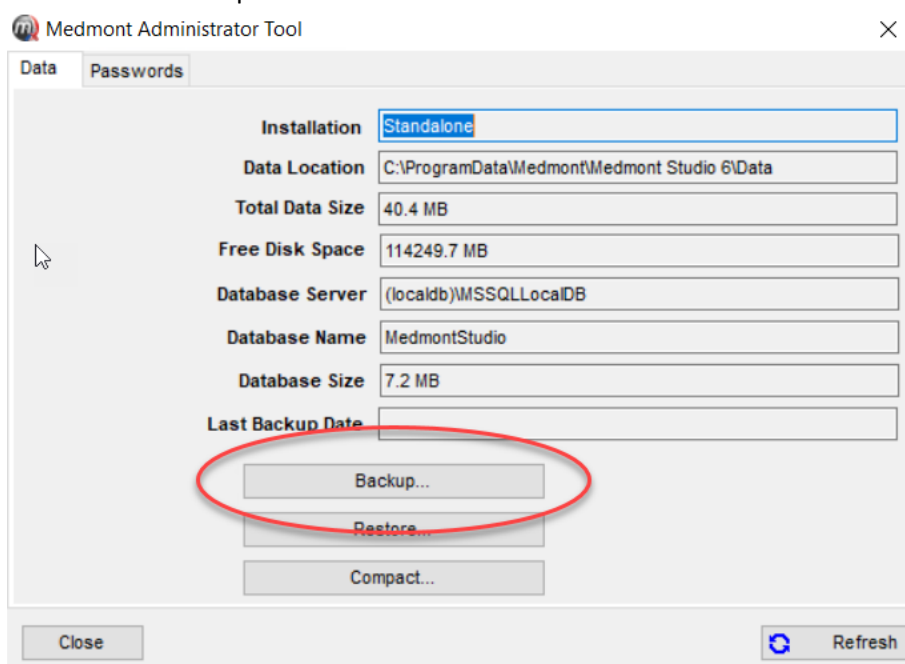 Medmont Administrator Tool
Data Passwords
Installation Standalone
Data Location C:\ProgramData\Medmont\Medmont Studio 6\Data
Total Data Size 40.4 MB
Free Disk Space 114249.7 MB
Database Server (localdb)\MSSQLLocalDB
Database Name MedmontStudio
Database Size 7.2 MB
Last Backup Date
Backup...
Restore...
Compact...
Close Refresh